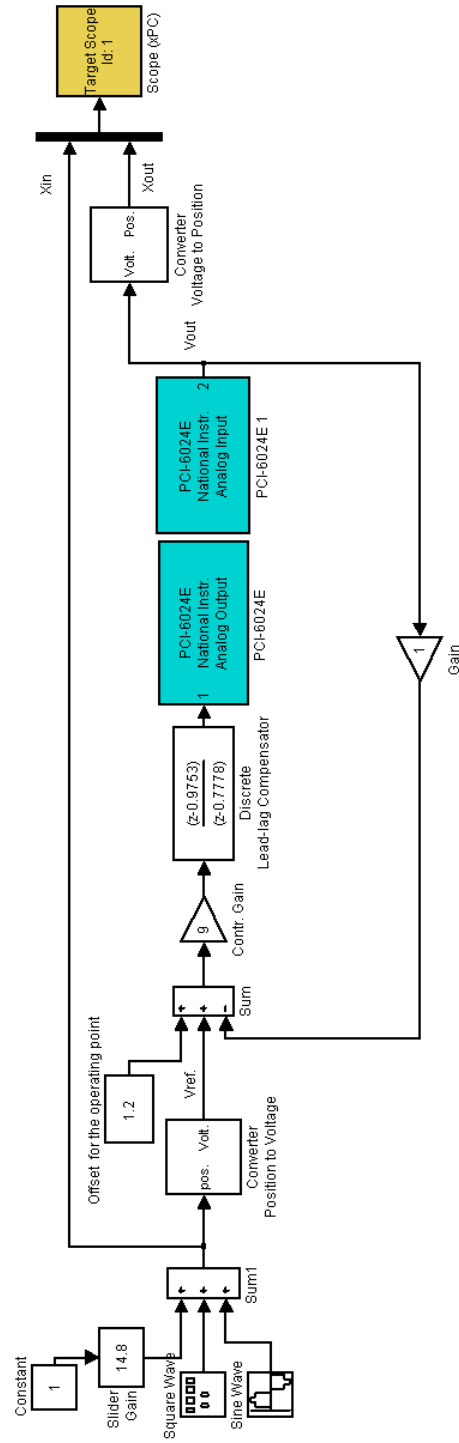 Constant
1
14.8
Slider
Gain
Square Wave
Sine Wave
+
+
+
Sum1
Xin
pos.  Volt.
Converter
Position to Voltage
Offset for the operating point
1.2
Vref.
+
+
-
Sum
9
Contr. Gain
(z-0.9753)
(z-0.7778)
Discrete
Lead-lag Compensator
1
PCI-6024E
National Instr.
Analog Output
PCI-6024E
PCI-6024E
National Instr.
Analog Input
2
PCI-6024E 1
Vout
1
Gain
Volt.  Pos.
Converter
Voltage to Position
Xout
Target Scope
Id: 1
Scope (xPC)